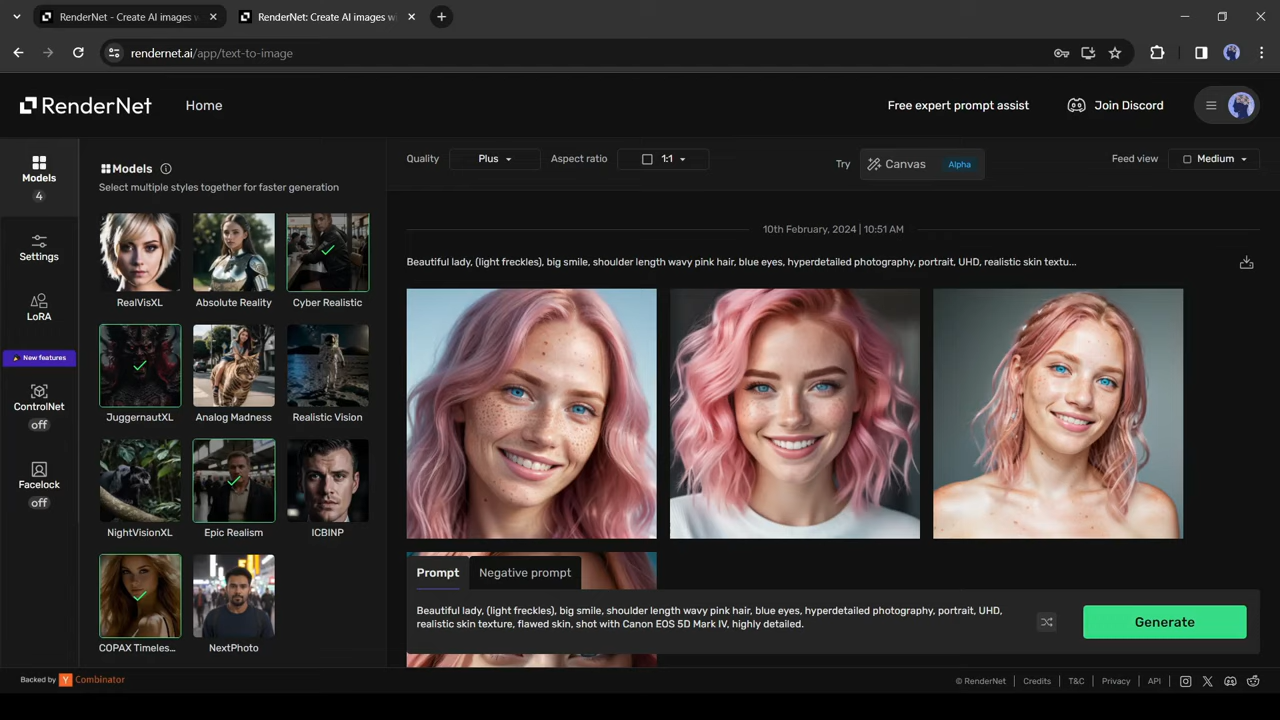 RenderNet - Create AI images w
RenderNet: Create AI images wi
rendernet.ai/app/text-to-image
RenderNet
Home
Free expert prompt assist
Join Discord
Models
4
Settings
LoRA
New features
ControlNet
off
Facelock
off
Models
Select multiple styles together for faster generation
RealVisXL
Absolute Reality
Cyber Realistic
JuggernautXL
Analog Madness
Realistic Vision
NightVisionXL
Epic Realism
ICBINP
COPAX Timeles...
NextPhoto
Quality
Plus
Aspect ratio
1:1
Try
Canvas
Alpha
Feed view
Medium
10th February, 2024 | 10:51 AM
Beautiful lady, (light freckles), big smile, shoulder length wavy pink hair, blue eyes, hyperdetailed photography, portrait, UHD, realistic skin textu...
Prompt
Negative prompt
Beautiful lady, (light freckles), big smile, shoulder length wavy pink hair, blue eyes, hyperdetailed photography, portrait, UHD,
realistic skin texture, flawed skin, shot with Canon EOS 5D Mark IV, highly detailed.
Generate
Backed by
Y
Combinator
© RenderNet
Credits
T&C
Privacy
API